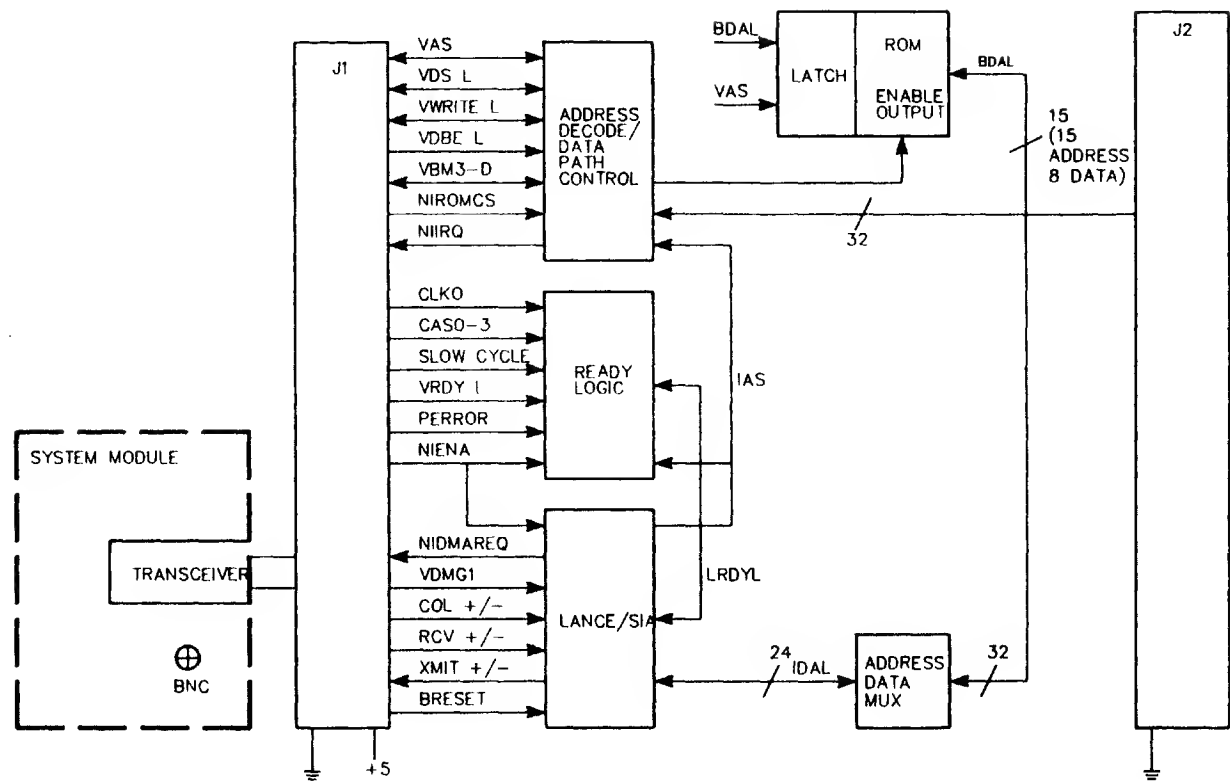 J1
VAS
VDS L
VWRITE L
VDBE L
VBM3-D
NIROMCS
NIIRQ
ADDRESS
DECODE/
DATA
PATH
CONTROL
BDAL
VAS
LATCH
ROM
ENABLE
OUTPUT
BDAL
15
(15
ADDRESS
8 DATA)
32
J2
CLKO
CASO-3
SLOW CYCLE
VRDY L
PERROR
NIENA
READY
LOGIC
IAS
SYSTEM MODULE
TRANSCEIVER
BNC
NIDMAREQ
VDMG1
COL +/-
RCV +/-
XMIT +/-
BRESET
LANCE/SIA
LRDYL
24
IDAL
ADDRESS
DATA
MUX
32
+5